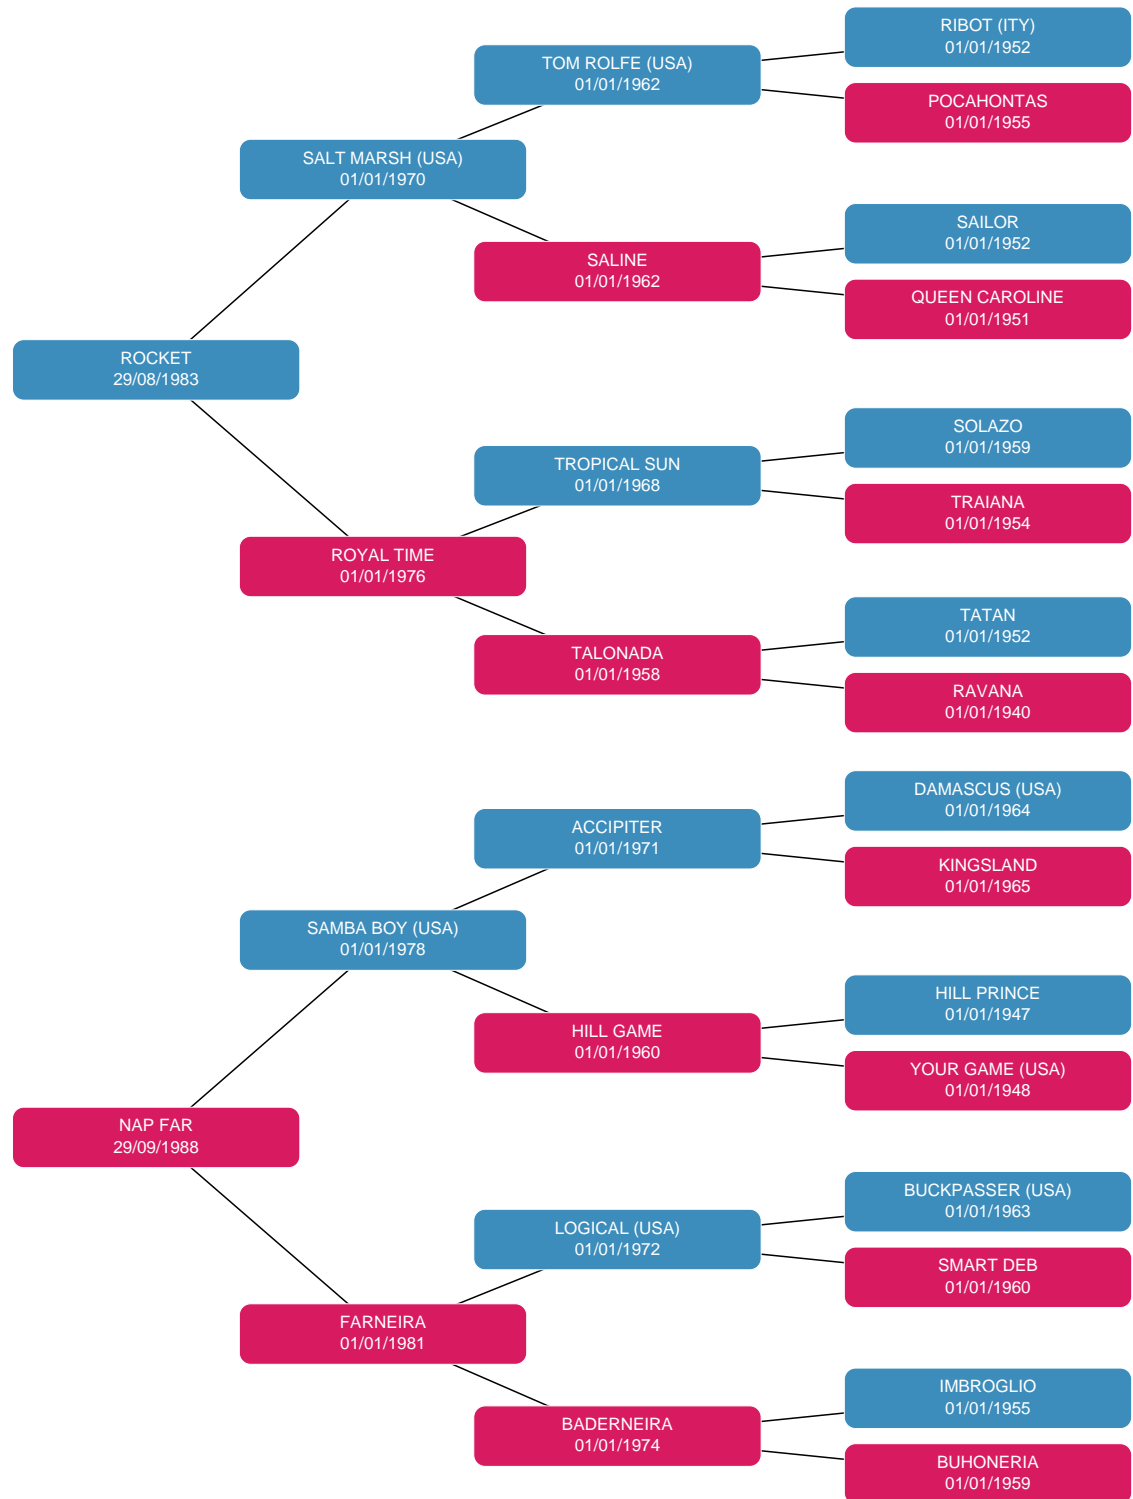 RIBOT (ITY)
01/01/1952
TOM ROLFE (USA)
01/01/1962
POCAHONTAS
01/01/1955
SALT MARSH (USA)
01/01/1970
SAILOR
01/01/1952
SALINE
01/01/1962
QUEEN CAROLINE
01/01/1951
ROCKET
29/08/1983
SOLAZO
01/01/1959
TROPICAL SUN
01/01/1968
TRAIANA
01/01/1954
ROYAL TIME
01/01/1976
TATAN
01/01/1952
TALONADA
01/01/1958
RAVANA
01/01/1940
DAMASCUS (USA)
01/01/1964
ACCIPITER
01/01/1971
KINGSLAND
01/01/1965
SAMBA BOY (USA)
01/01/1978
HILL PRINCE
01/01/1947
HILL GAME
01/01/1960
YOUR GAME (USA)
01/01/1948
NAP FAR
29/09/1988
BUCKPASSER (USA)
01/01/1963
LOGICAL (USA)
01/01/1972
SMART DEB
01/01/1960
FARNEIRA
01/01/1981
IMBROGLIO
01/01/1955
BADERNEIRA
01/01/1974
BUHONERIA
01/01/1959